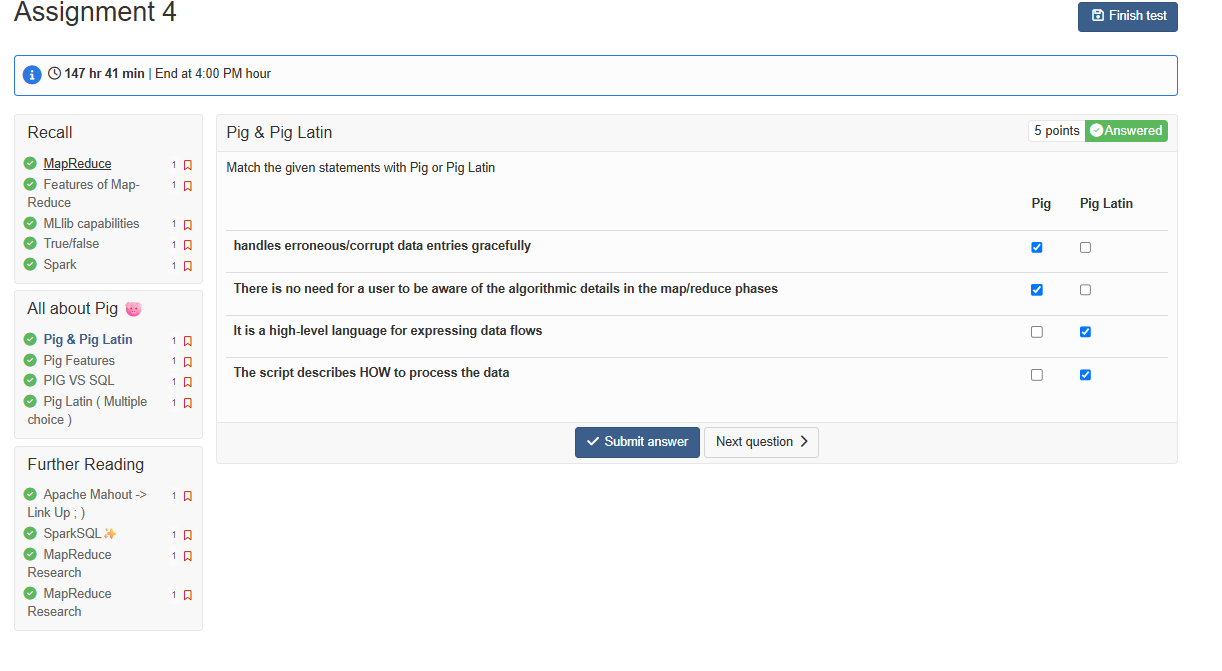 Assignment 4
Finish test
147 hr 41 min | End at 4:00 PM hour
Recall
MapReduce 1
Features of Map- 1
Reduce
MLlib capabilities 1
True/false 1
Spark 1
All about Pig 🐷
Pig & Pig Latin 1
Pig Features 1
PIG VS SQL 1
Pig Latin ( Multiple 1
choice )
Further Reading
Apache Mahout -> 1
Link Up ; )
SparkSQL✨ 1
MapReduce 1
Research
MapReduce 1
Research
Pig & Pig Latin
5 points Answered
Match the given statements with Pig or Pig Latin
Pig Pig Latin
handles erroneous/corrupt data entries gracefully
There is no need for a user to be aware of the algorithmic details in the map/reduce phases
It is a high-level language for expressing data flows
The script describes HOW to process the data
Submit answer Next question